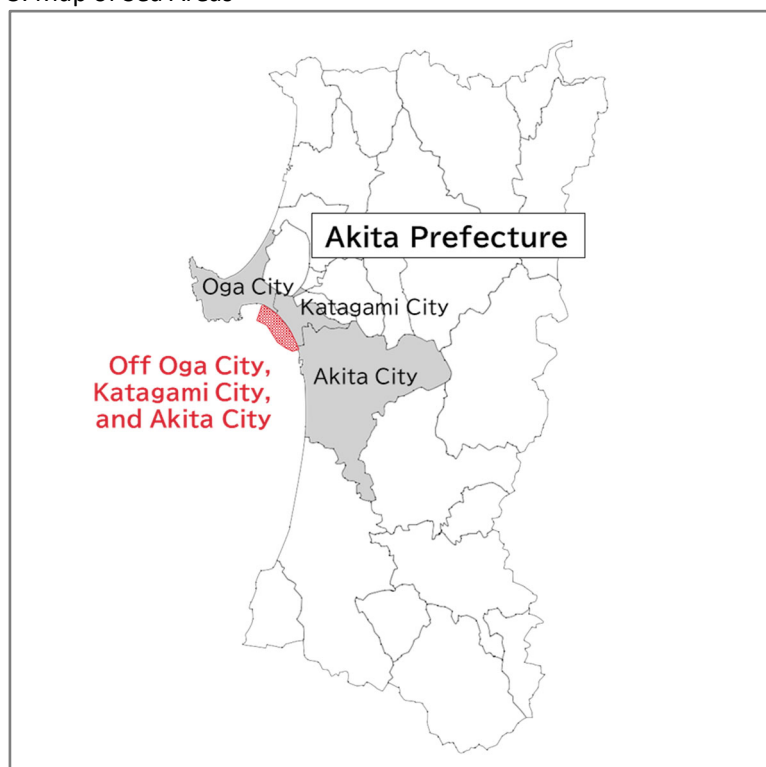 Akita Prefecture
Oga City
Katagami City
Off Oga City,
Katagami City,
and Akita City
Akita City